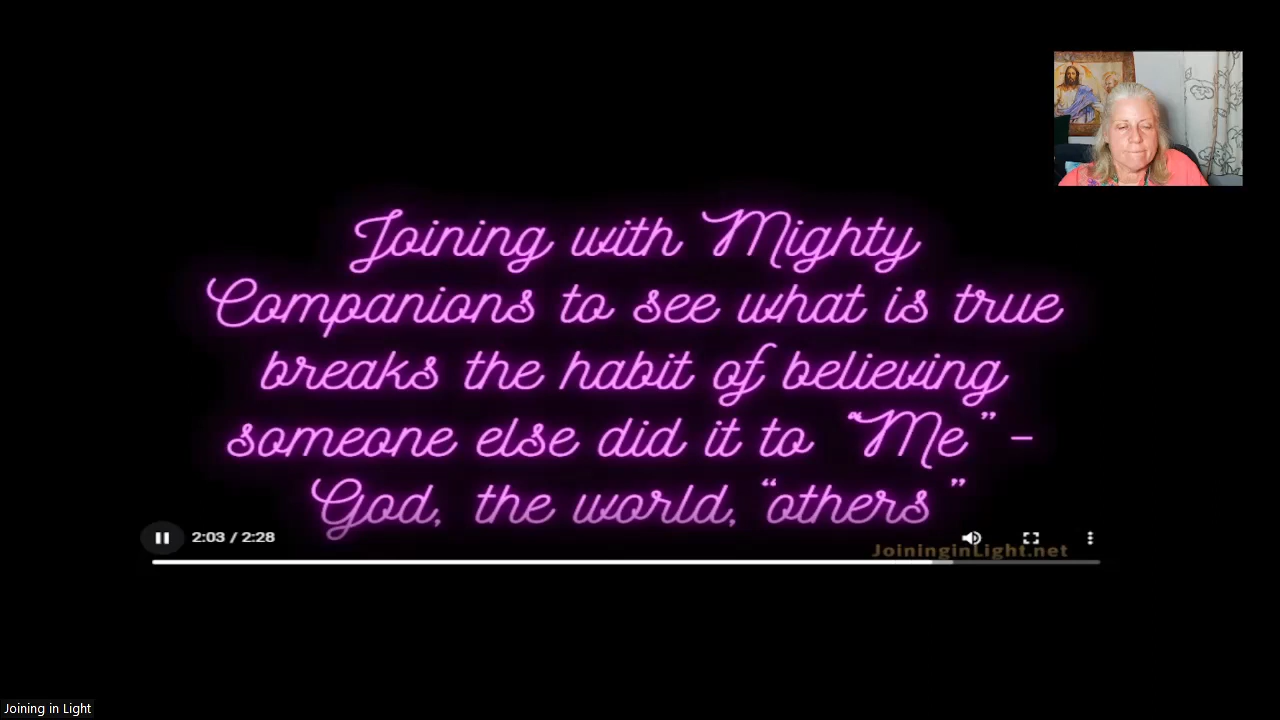 Joining with Mighty
Companions to see what is true
breaks the habit of believing
someone else did it to “Me” –
God, the world, “others”
2:03 / 2:28
JoininginLight.net
Joining in Light